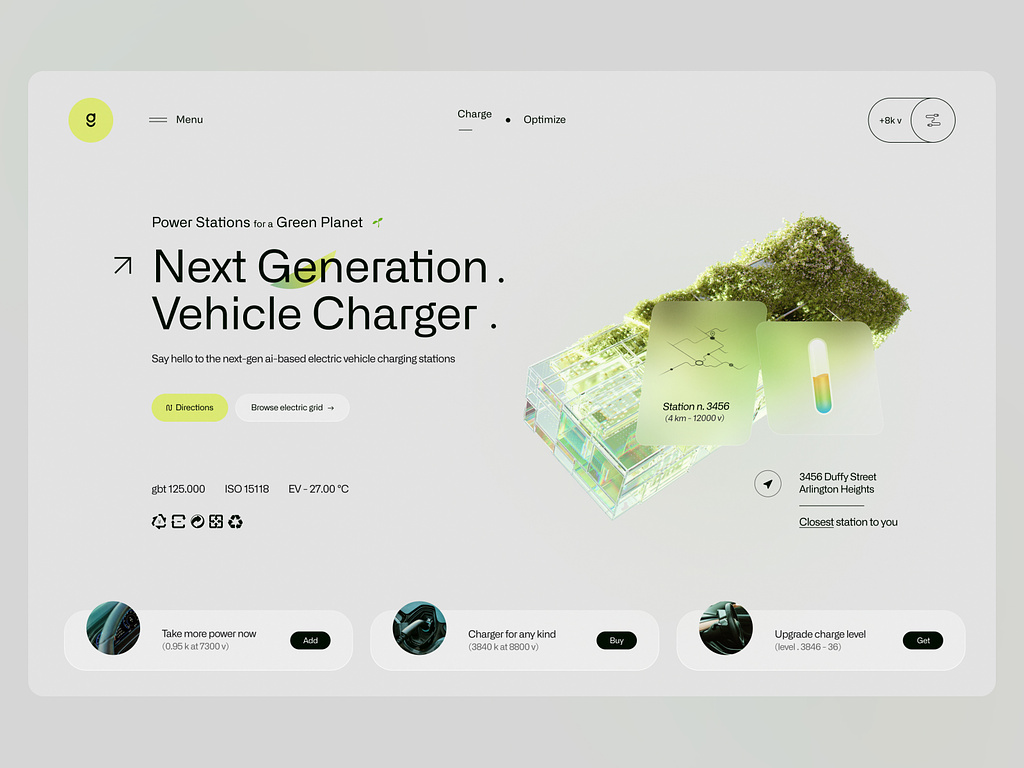 g
Menu
Charge
Optimize
+8k v
Power Stations for a Green Planet
Next Generation .
Vehicle Charger .
Say hello to the next-gen ai-based electric vehicle charging stations
Directions
Browse electric grid →
Station n. 3456
(4 km - 12000 v)
gbt 125.000 ISO 15118 EV - 27.00 °C
3456 Duffy Street
Arlington Heights
Closest station to you
Take more power now
(0.95 k at 7300 v)
Add
Charger for any kind
(3840 k at 8800 v)
Buy
Upgrade charge level
(level . 3846 - 36)
Get